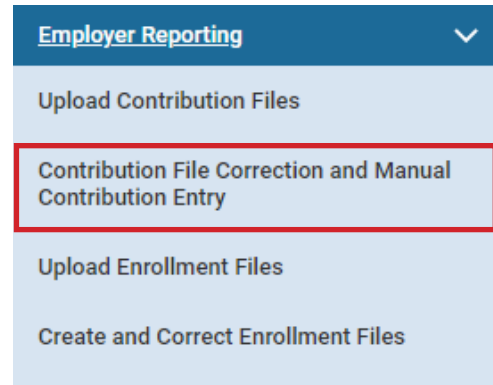 Employer Reporting
Upload Contribution Files
Contribution File Correction and Manual
Contribution Entry
Upload Enrollment Files
Create and Correct Enrollment Files